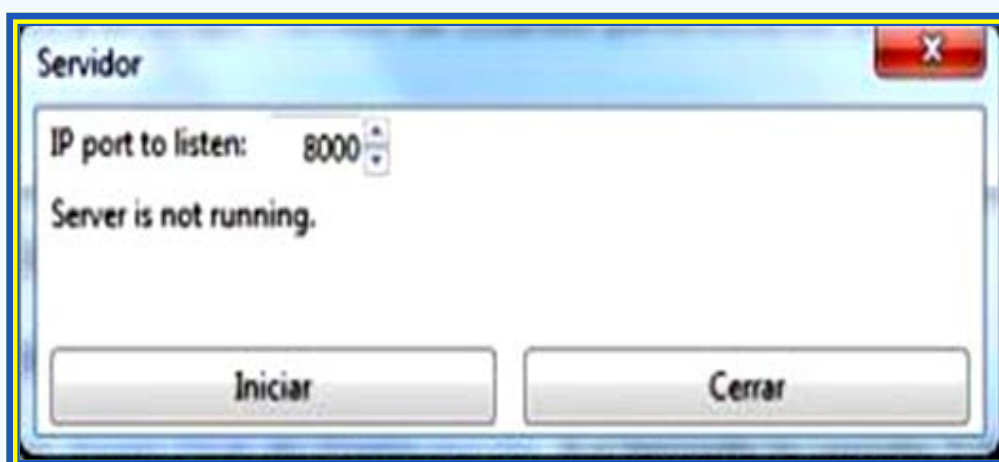 Servidor
IP port to listen: 8000
Server is not running.
Iniciar Cerrar